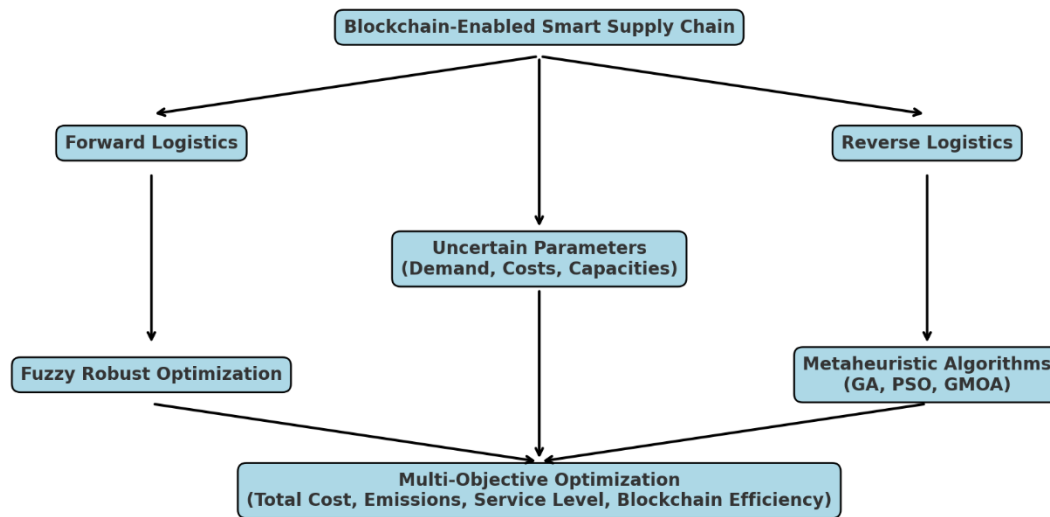 Blockchain-Enabled Smart Supply Chain
Forward Logistics
Reverse Logistics
Uncertain Parameters
(Demand, Costs, Capacities)
Fuzzy Robust Optimization
Metaheuristic Algorithms
(GA, PSO, GMOA)
Multi-Objective Optimization
(Total Cost, Emissions, Service Level, Blockchain Efficiency)